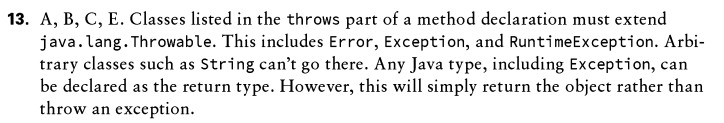 13. A, B, C, E. Classes listed in the throws part of a method declaration must extend
java.lang.Throwable. This includes Error, Exception, and RuntimeException. Arbi-
trary classes such as String can't go there. Any Java type, including Exception, can
be declared as the return type. However, this will simply return the object rather than
throw an exception.